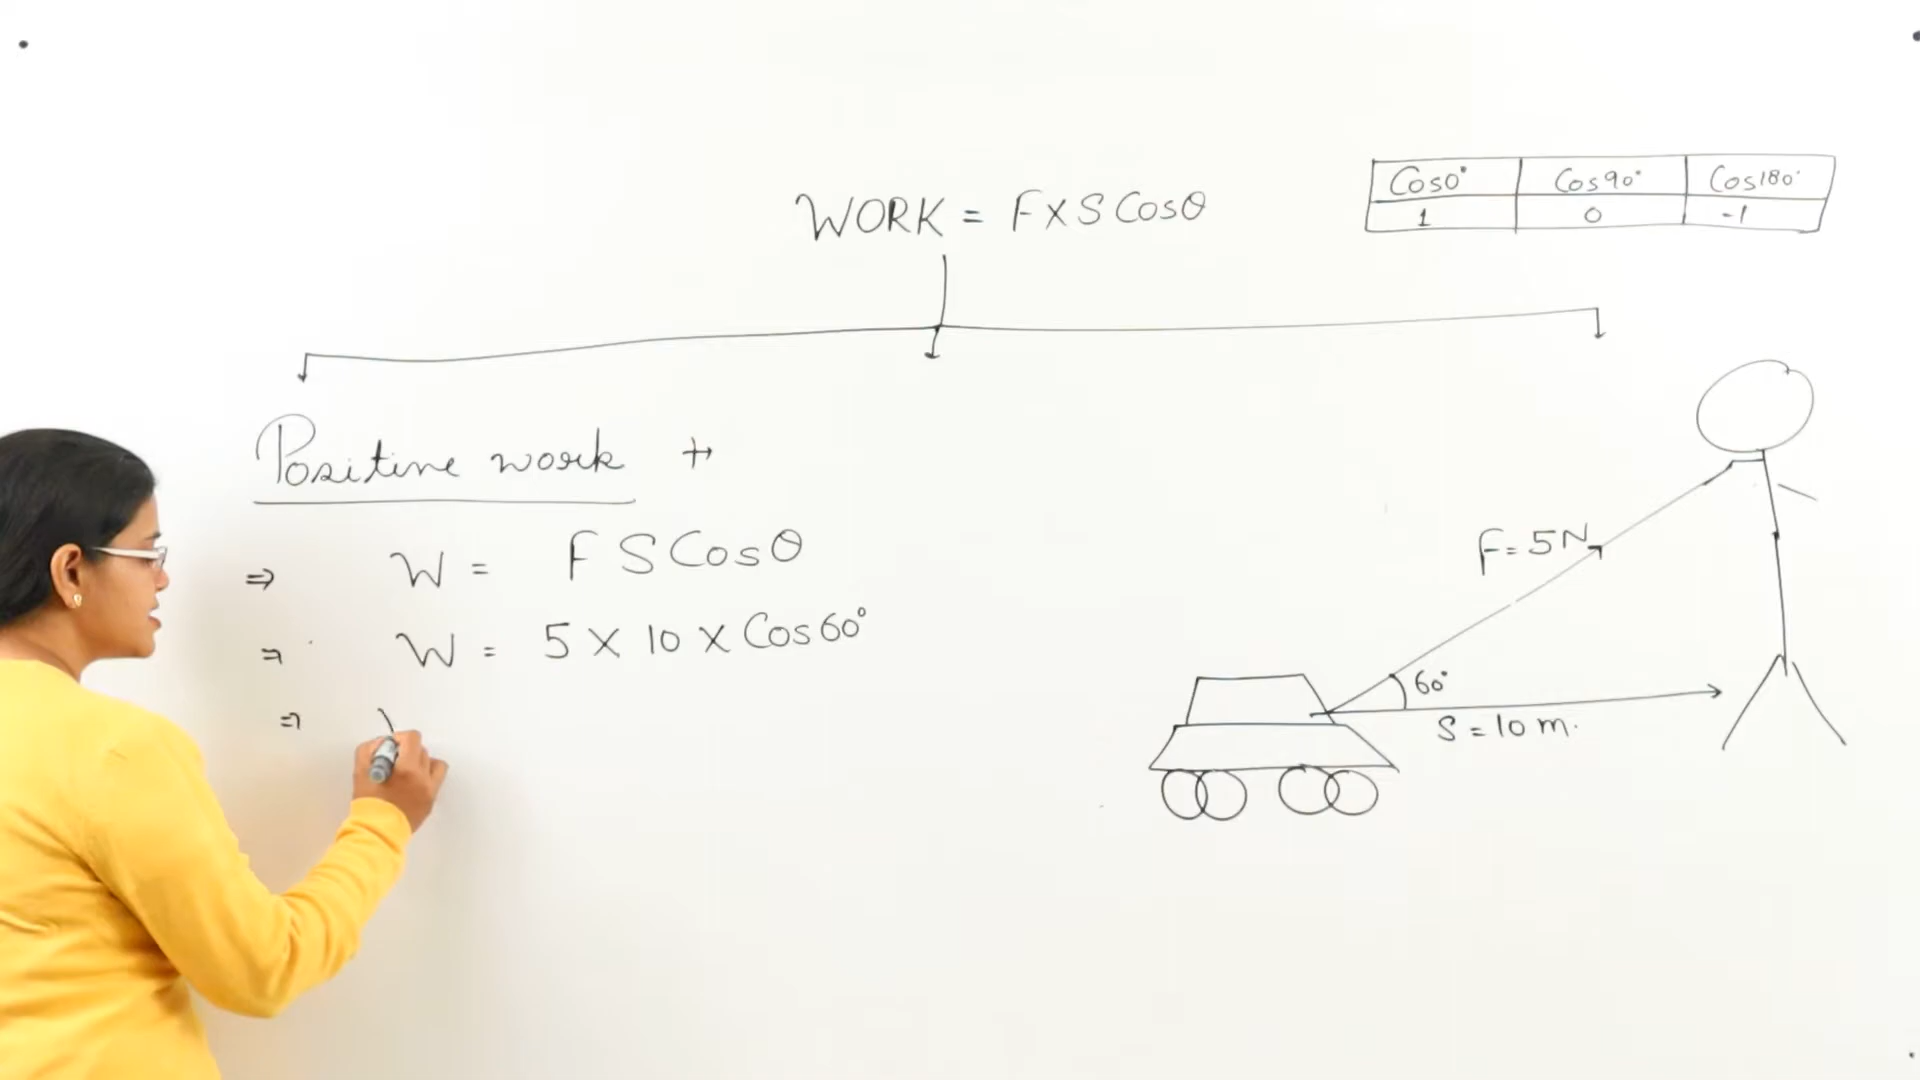 WORK = F X S Cosθ
Cos0° Cos90° Cos180°
1 0 -1
Positive work +
⇒ W = F S Cosθ
⇒ W = 5 X 10 X Cos60°
⇒
F = 5N
60°
S = 10 m.